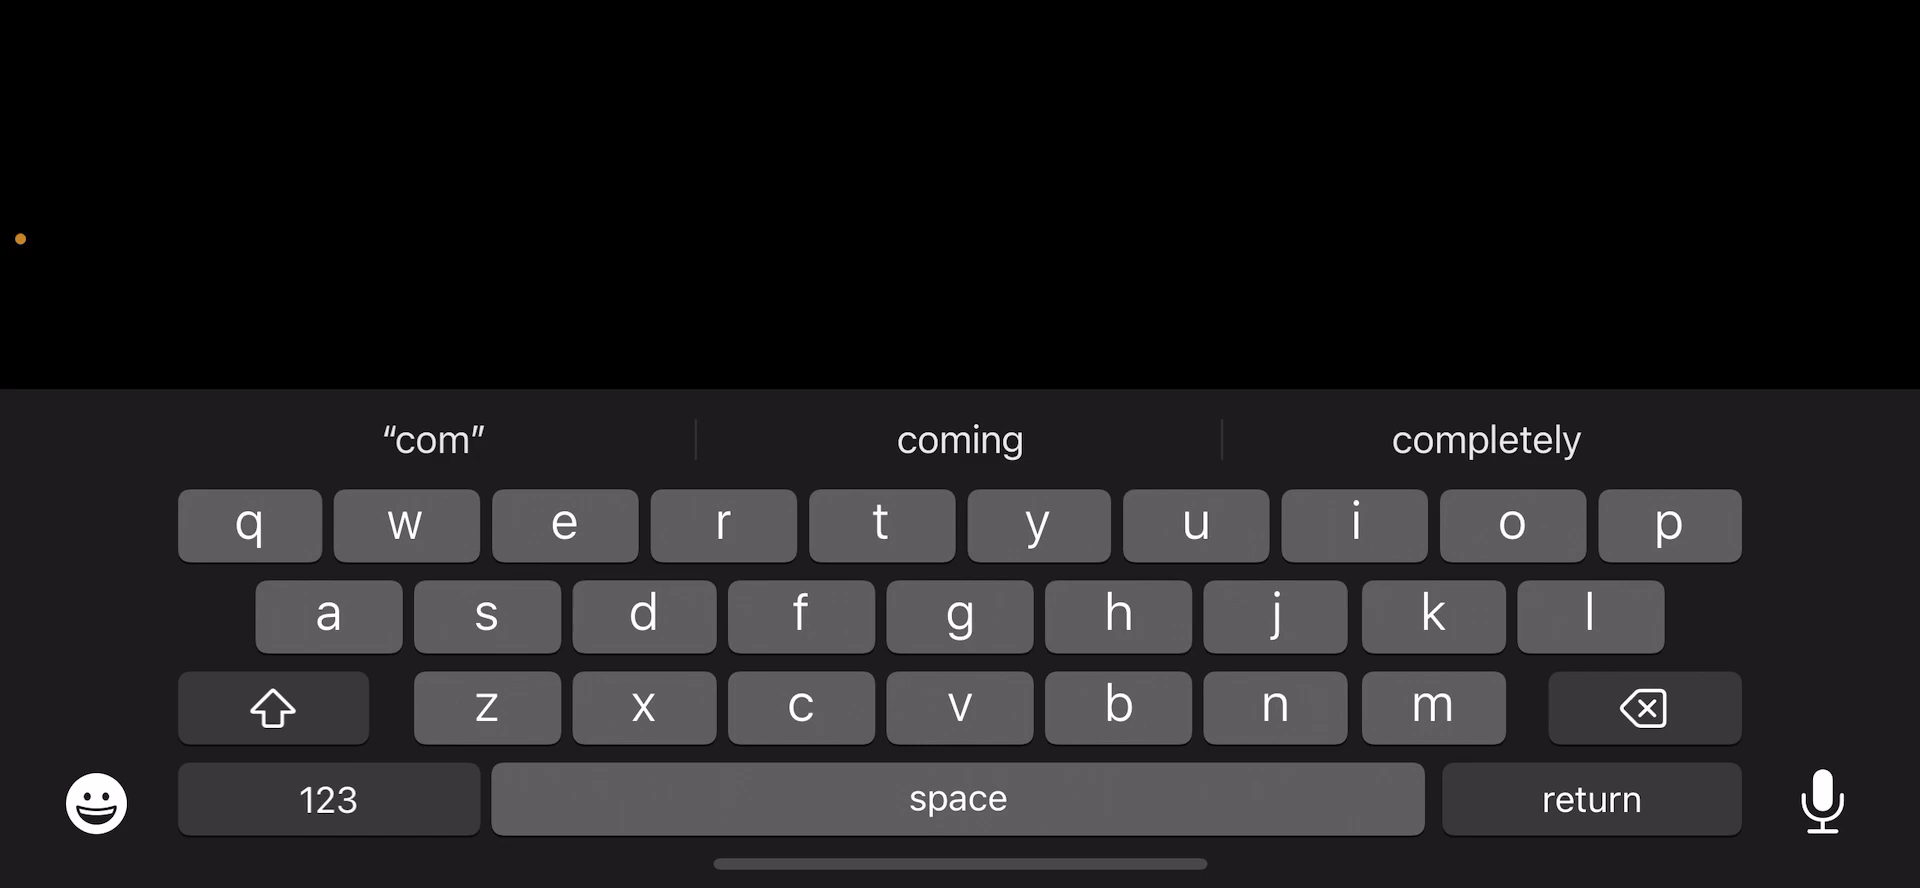 “com” coming completely
q w e r t y u i o p
a s d f g h j k l
z x c v b n m
123 space return